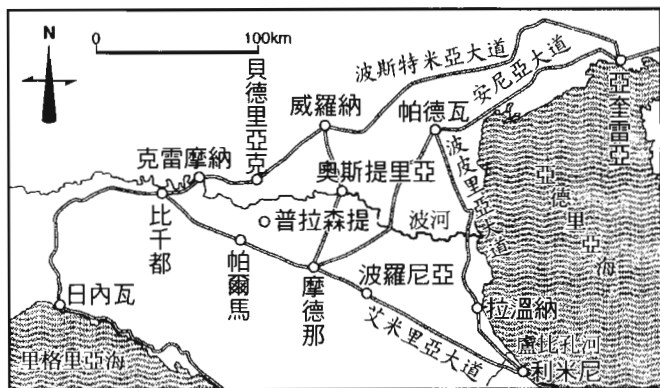 N
0
100km
波斯特米亞大道
安尼亞大道
貝德里亞克
威羅納
帕德瓦
亞奎雷亞
克雷摩納
奧斯提里亞
波皮里亞大道
亞德里亞海
比千都
普拉森提
波河
帕爾馬
摩德那
波羅尼亞
日內瓦
拉溫納
艾米里亞大道
盧比孔河
里格里亞海
利米尼